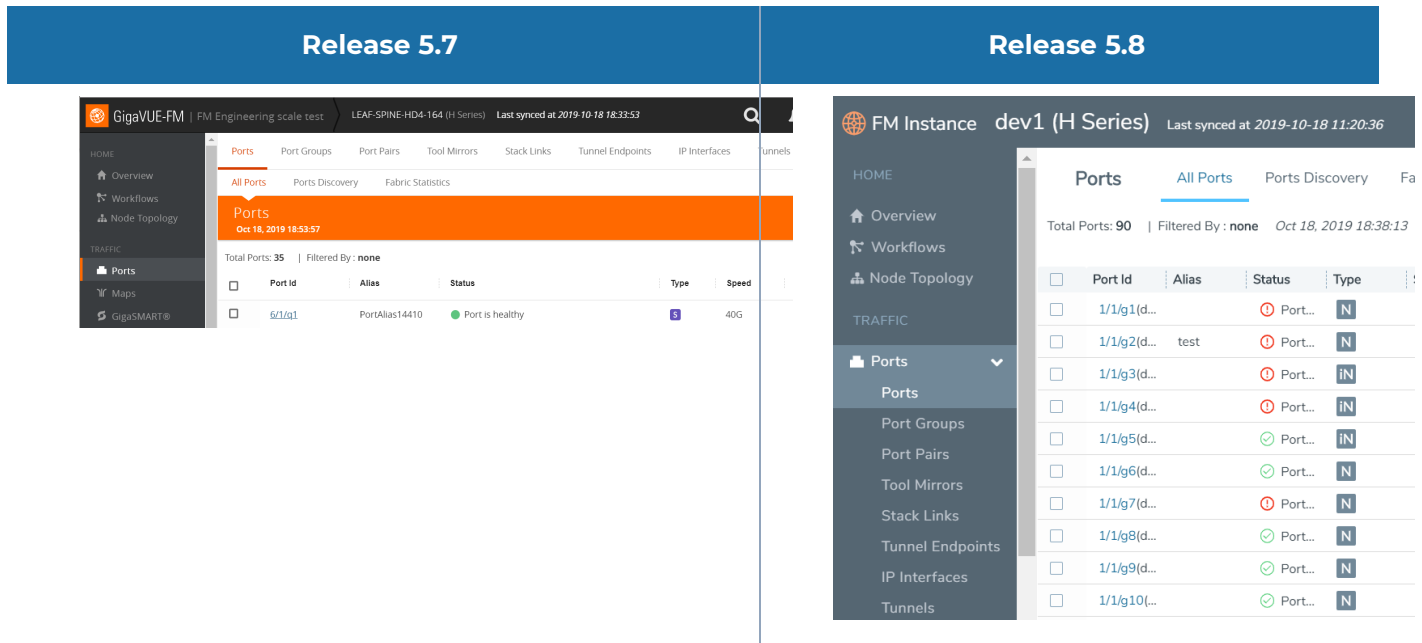 Release 5.7
GigaVUE-FM | FM Engineering scale test LEAF-SPINE-HD4-164 (H Series) Last synced at 2019-10-18 18:33:53
HOME
Overview
Workflows
Node Topology
TRAFFIC
Ports
Maps
GigaSMART®
Ports Port Groups Port Pairs Tool Mirrors Stack Links Tunnel Endpoints IP Interfaces Tunnels
All Ports Ports Discovery Fabric Statistics
Ports
Oct 18, 2019 18:53:57
Total Ports: 35 | Filtered By : none
Port Id Alias Status Type Speed
6/1/q1 PortAlias14410 Port is healthy S 40G
Release 5.8
FM Instance dev1 (H Series) Last synced at 2019-10-18 11:20:36
HOME
Overview
Workflows
Node Topology
TRAFFIC
Ports
Ports
Port Groups
Port Pairs
Tool Mirrors
Stack Links
Tunnel Endpoints
IP Interfaces
Tunnels
Ports All Ports Ports Discovery Fa
Total Ports: 90 | Filtered By : none Oct 18, 2019 18:38:13
Port Id Alias Status Type
1/1/g1(d... Port... N
1/1/g2(d... test Port... N
1/1/g3(d... Port... iN
1/1/g4(d... Port... iN
1/1/g5(d... Port... iN
1/1/g6(d... Port... N
1/1/g7(d... Port... N
1/1/g8(d... Port... N
1/1/g9(d... Port... N
1/1/g10(... Port... N